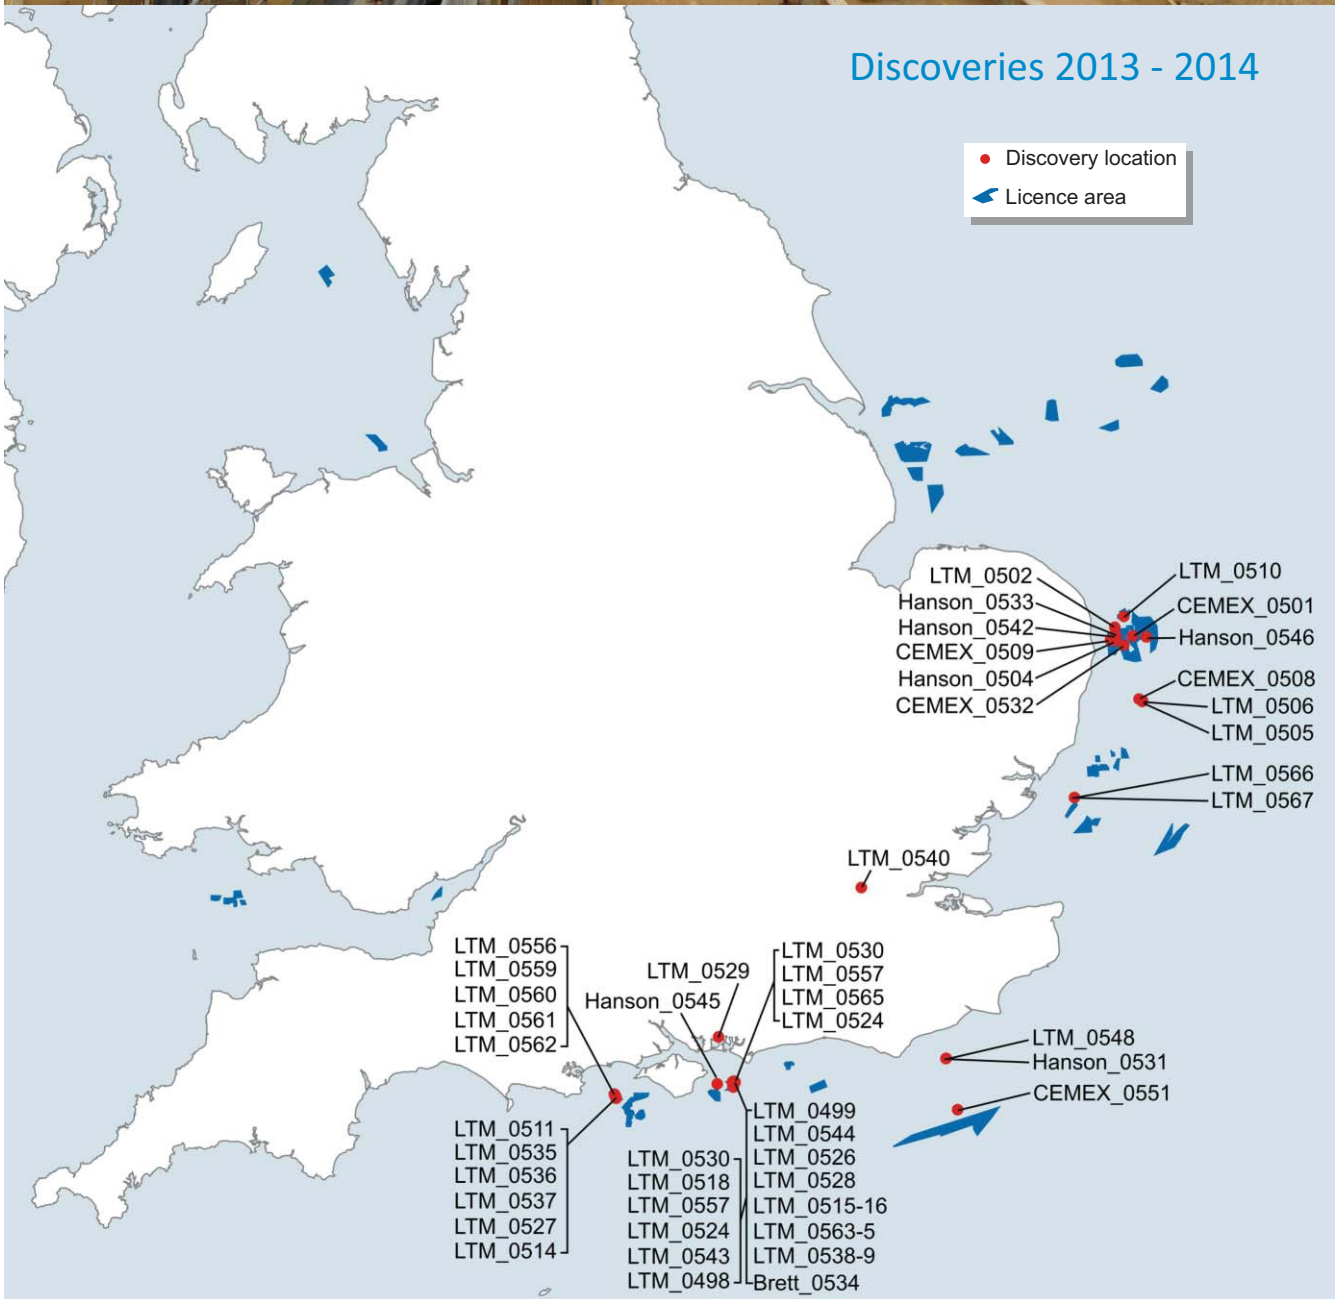 Discoveries 2013 - 2014
Discovery location
Licence area
LTM_0502
Hanson_0533
Hanson_0542
CEMEX_0509
Hanson_0504
CEMEX_0532
LTM_0510
CEMEX_0501
Hanson_0546
CEMEX_0508
LTM_0506
LTM_0505
LTM_0566
LTM_0567
LTM_0540
LTM_0556
LTM_0559
LTM_0560
LTM_0561
LTM_0562
LTM_0529
Hanson_0545
LTM_0530
LTM_0557
LTM_0565
LTM_0524
LTM_0548
Hanson_0531
CEMEX_0551
LTM_0511
LTM_0535
LTM_0536
LTM_0537
LTM_0527
LTM_0514
LTM_0530
LTM_0518
LTM_0557
LTM_0524
LTM_0543
LTM_0498
LTM_0499
LTM_0544
LTM_0526
LTM_0528
LTM_0515-16
LTM_0563-5
LTM_0538-9
Brett_0534